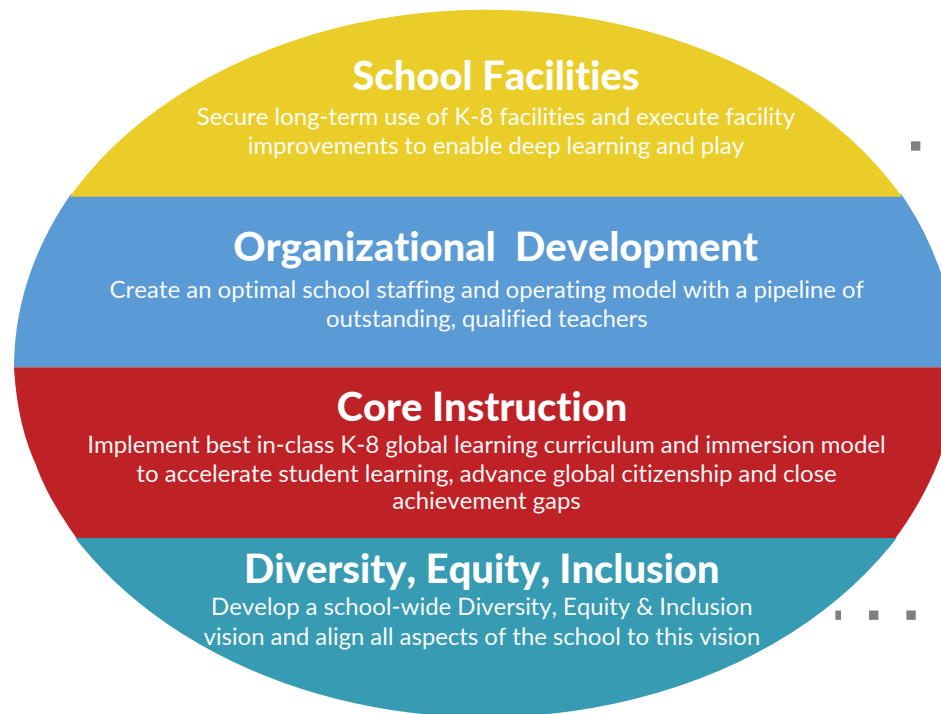 School Facilities
Secure long-term use of K-8 facilities and execute facility
improvements to enable deep learning and play
Organizational Development
Create an optimal school staffing and operating model with a pipeline of
outstanding, qualified teachers
Core Instruction
Implement best in-class K-8 global learning curriculum and immersion model
to accelerate student learning, advance global citizenship and close
achievement gaps
Diversity, Equity, Inclusion
Develop a school-wide Diversity, Equity & Inclusion
vision and align all aspects of the school to this vision